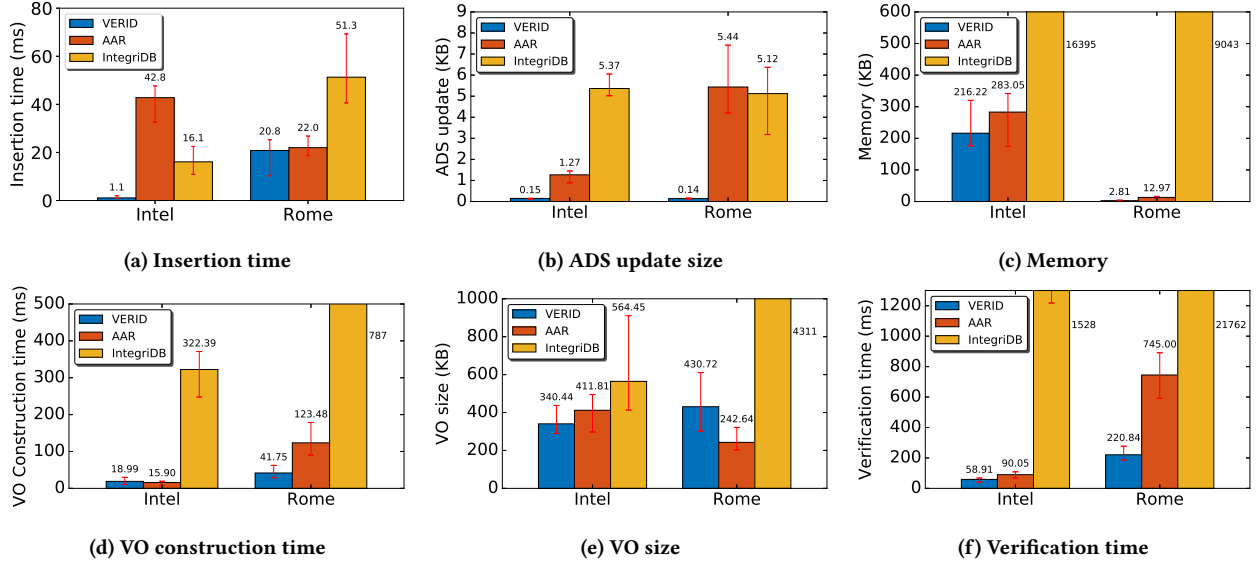 Insertion time (ms)
80
60
40
20
0
VERID
AAR
IntegriDB
1.1
42.8
16.1
20.8
22.0
51.3
Intel
Rome
(a) Insertion time
ADS update (KB)
9
8
7
6
5
4
3
2
1
0
VERID
AAR
IntegriDB
0.15
1.27
5.37
0.14
5.44
5.12
Intel
Rome
(b) ADS update size
Memory (KB)
600
500
400
300
200
100
0
VERID
AAR
IntegriDB
216.22
283.05
16395
2.81
12.97
9043
Intel
Rome
(c) Memory
VO Construction time (ms)
500
400
300
200
100
0
VERID
AAR
IntegriDB
18.99
15.90
322.39
41.75
123.48
787
Intel
Rome
(d) VO construction time
VO size (KB)
1000
800
600
400
200
0
VERID
AAR
IntegriDB
340.44
411.81
564.45
430.72
242.64
4311
Intel
Rome
(e) VO size
Verification time (ms)
1200
1000
800
600
400
200
0
VERID
AAR
IntegriDB
58.91
90.05
1528
220.84
745.00
21762
Intel
Rome
(f) Verification time